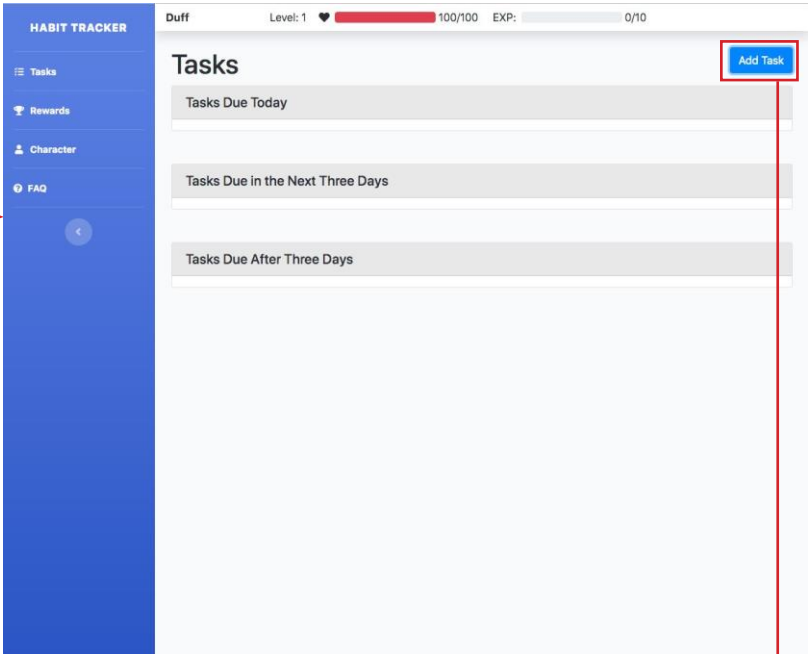 HABIT TRACKER
Duff Level: 1 100/100 EXP: 0/10
Tasks
Rewards
Character
FAQ
Tasks
Add Task
Tasks Due Today
Tasks Due in the Next Three Days
Tasks Due After Three Days